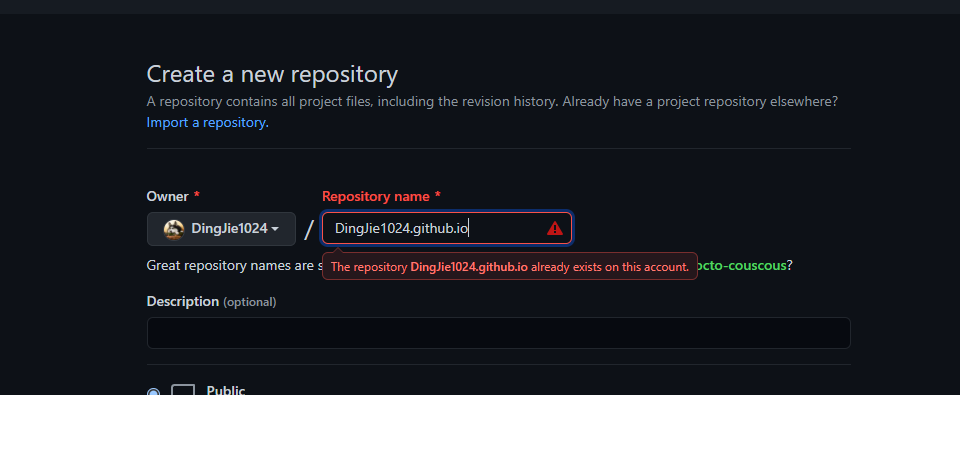 Create a new repository
A repository contains all project files, including the revision history. Already have a project repository elsewhere?
Import a repository.
Owner *
Repository name *
DingJie1024
/
DingJie1024.github.io
Great repository names are s
octo-couscous?
The repository DingJie1024.github.io already exists on this account.
Description (optional)
Public